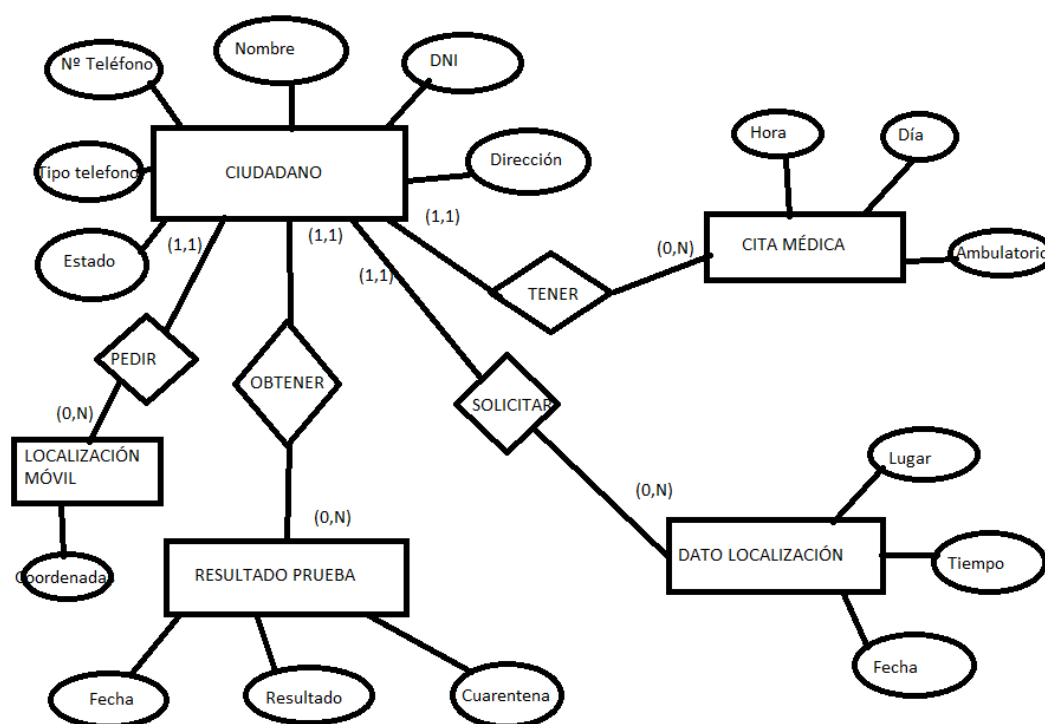 Nombre
Nº Teléfono
DNI
Hora
Día
Tipo telefono
CIUDADANO
Dirección
Estado
(1,1)
(1,1)
(1,1)
(1,1)
(0,N)
CITA MÉDICA
Ambulatorio
TENER
PEDIR
OBTENER
SOLICITAR
(0,N)
LOCALIZACIÓN
MÓVIL
Lugar
(0,N)
(0,N)
Coordenadas
RESULTADO PRUEBA
DATO LOCALIZACIÓN
Tiempo
Fecha
Fecha
Resultado
Cuarentena